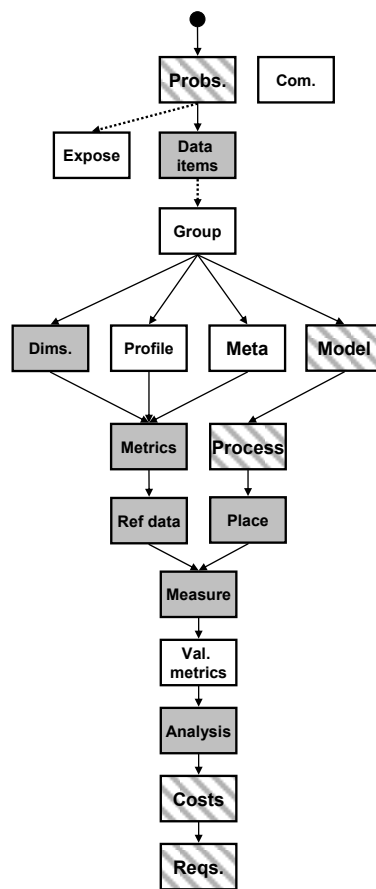 Probs.
Com.
Expose
Data
items
Group
Dims.
Profile
Meta
Model
Metrics
Process
Ref data
Place
Measure
Val.
metrics
Analysis
Costs
Reqs.